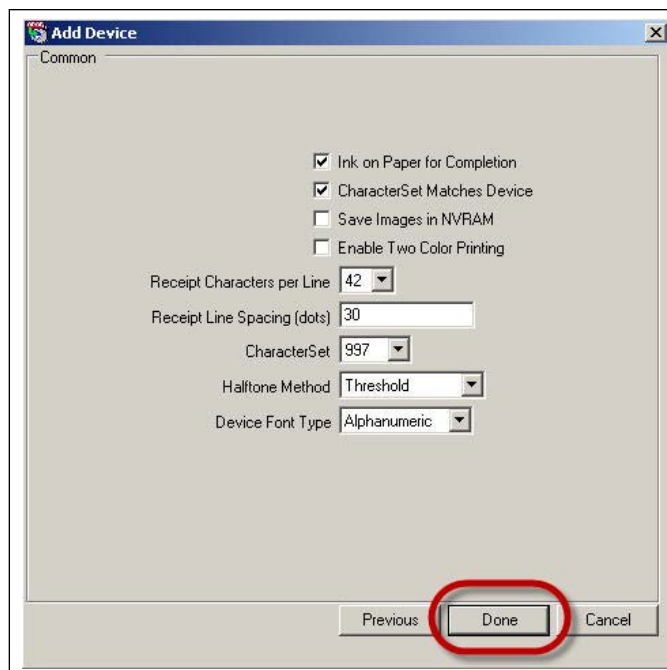 Add Device
Common
Ink on Paper for Completion
CharacterSet Matches Device
Save Images in NVRAM
Enable Two Color Printing
Receipt Characters per Line 42
Receipt Line Spacing (dots) 30
CharacterSet 997
Halftone Method Threshold
Device Font Type Alphanumeric
Previous Done Cancel